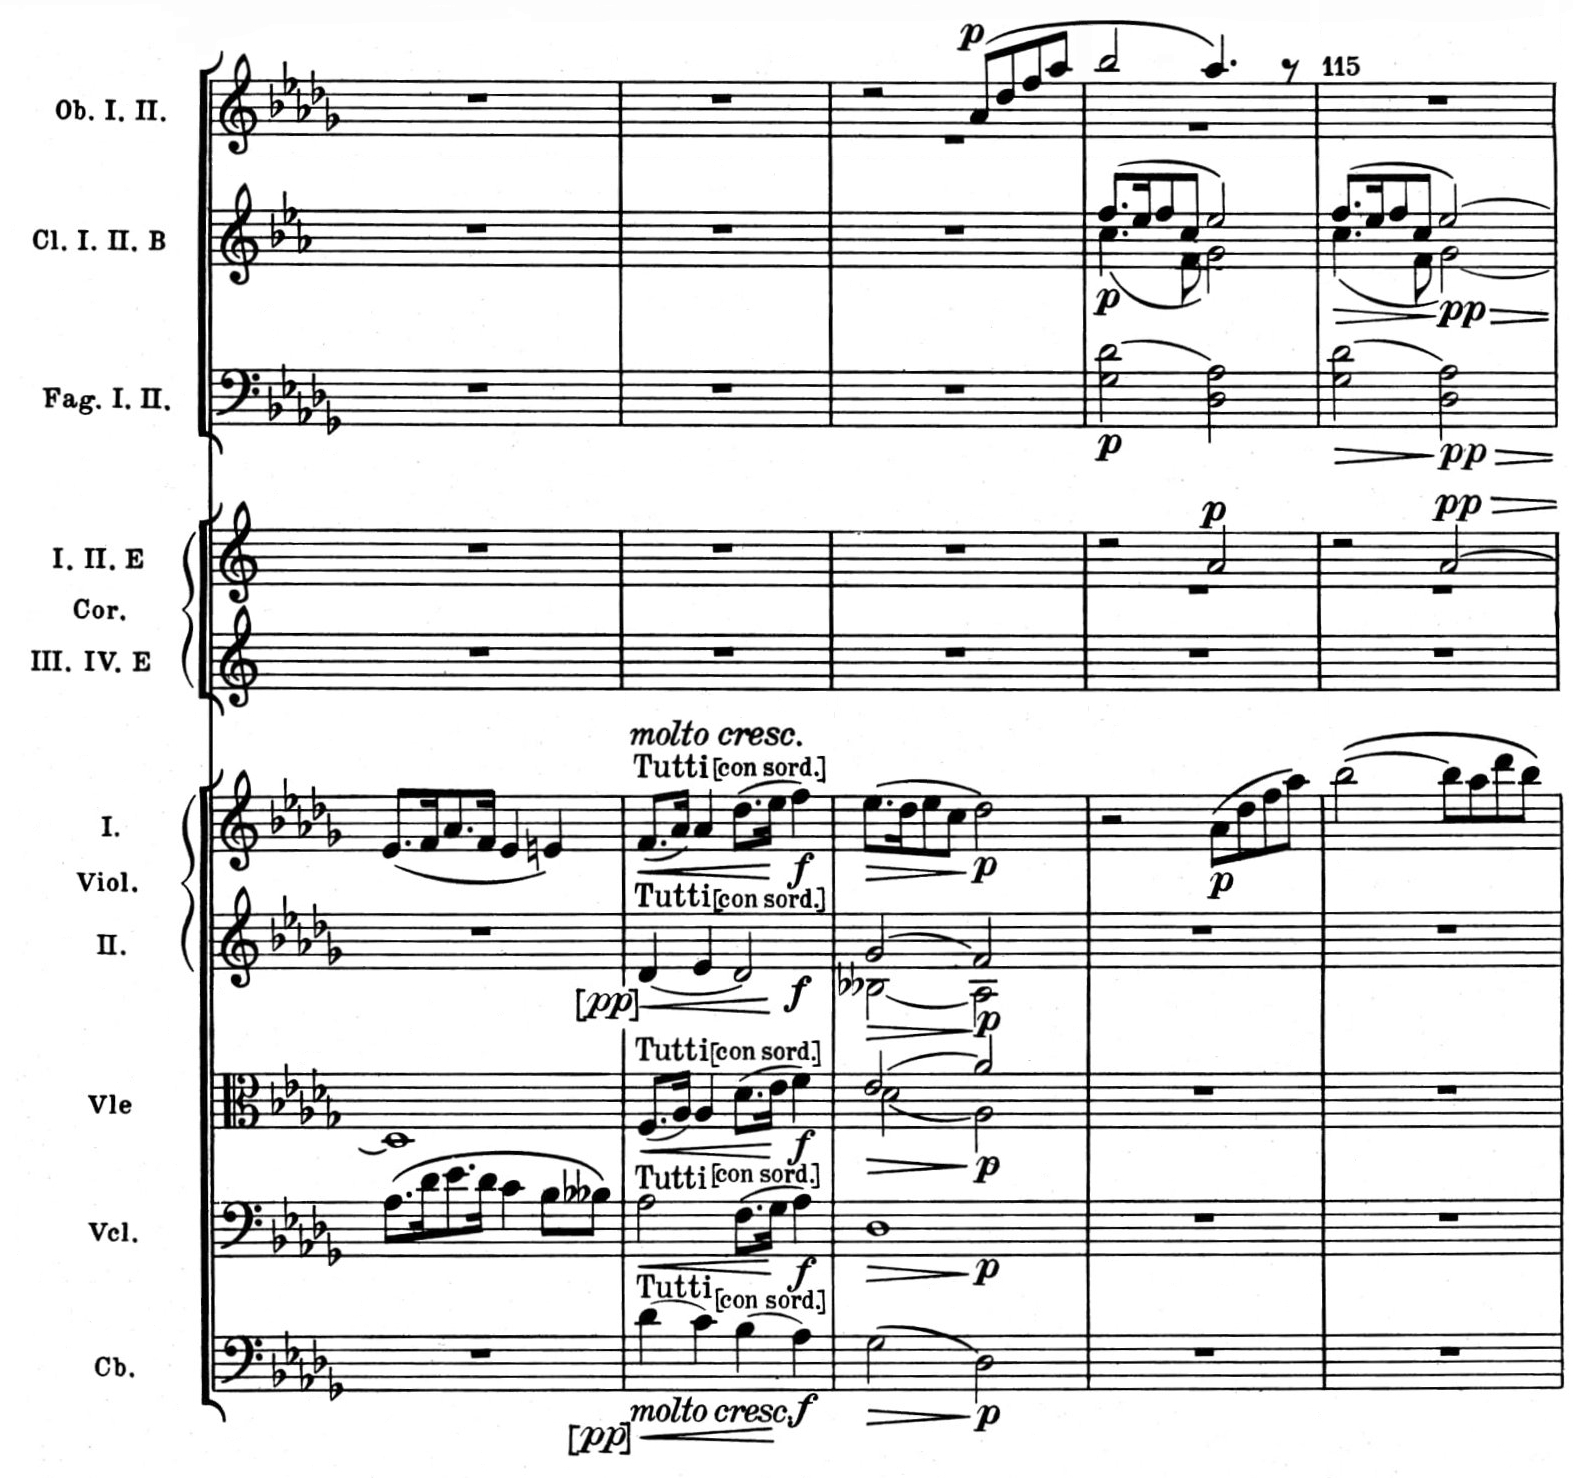 p
Ob. I. II.
115
Cl. I. II. B
p
pp
Fag. I. II.
p
pp
p
pp
I. II. E
Cor.
III. IV. E
molto cresc.
Tutti [con sord.]
I.
f
p
p
Viol.
Tutti [con sord.]
II.
[pp]
f
p
Tutti [con sord.]
Vle
f
p
Tutti [con sord.]
Vcl.
f
p
Tutti [con sord.]
Cb.
molto cresc. f
p
[pp]